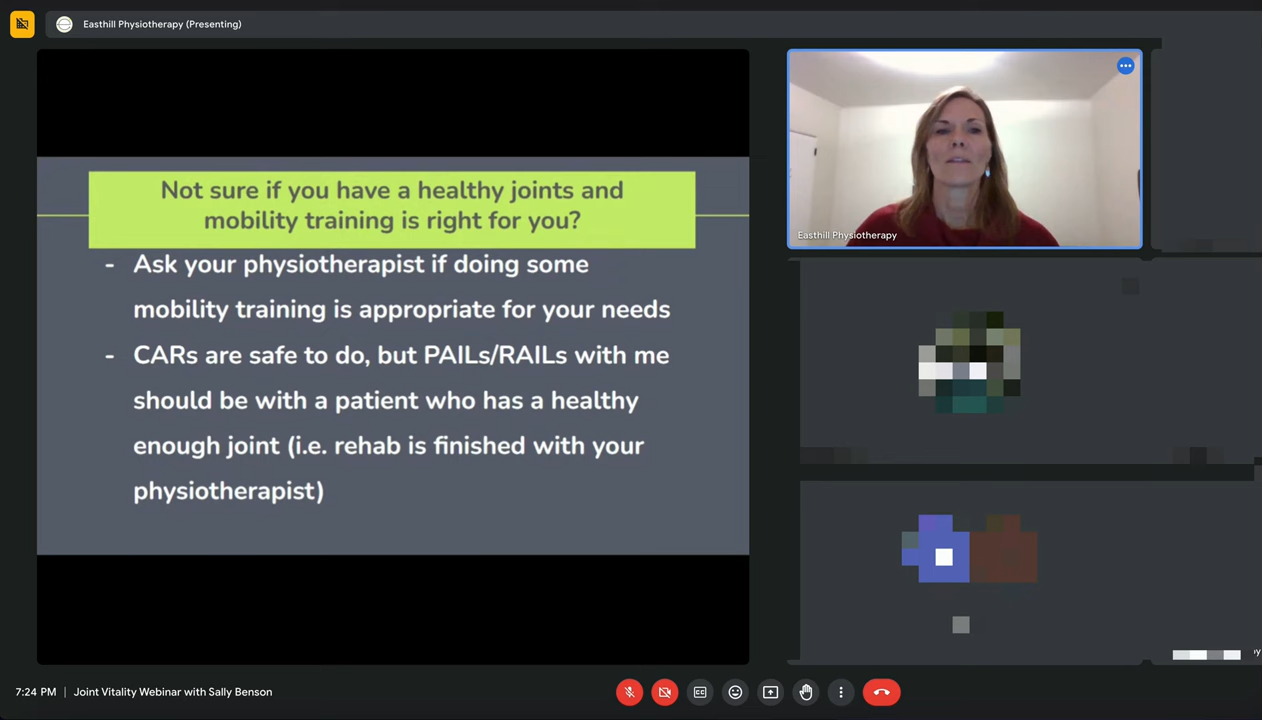 Easthill Physiotherapy (Presenting)
Not sure if you have a healthy joints and
mobility training is right for you?
- Ask your physiotherapist if doing some
mobility training is appropriate for your needs
- CARs are safe to do, but PAILs/RAILs with me
should be with a patient who has a healthy
enough joint (i.e. rehab is finished with your
physiotherapist)
Easthill Physiotherapy
7:24 PM | Joint Vitality Webinar with Sally Benson
CC